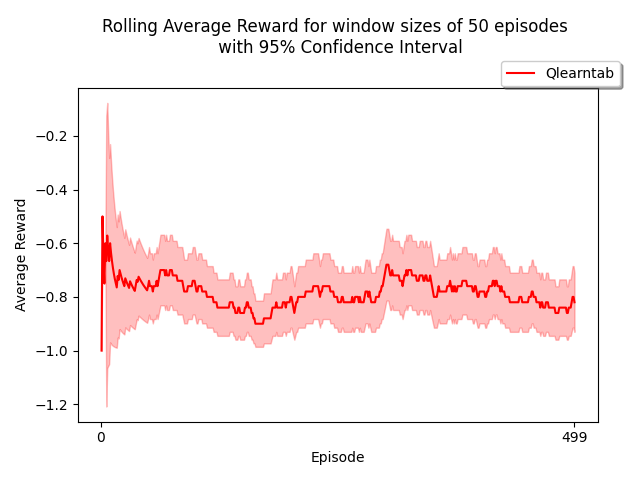 Rolling Average Reward for window sizes of 50 episodes
with 95% Confidence Interval
Qlearntab
−0.2
−0.4
−0.6
−0.8
−1.0
−1.2
Average Reward
0
499
Episode